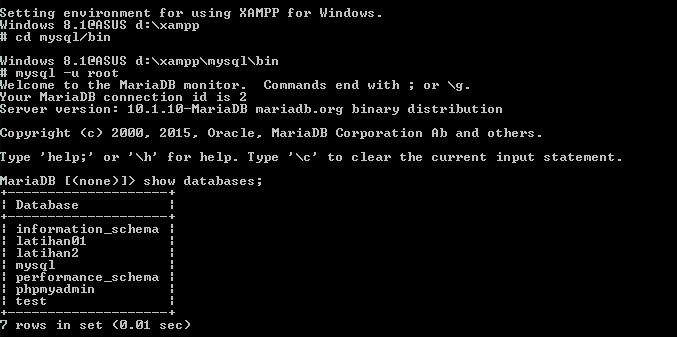 Setting environment for using XAMPP for Windows.
Windows 8.1@ASUS d:\xampp
# cd mysql/bin
Windows 8.1@ASUS d:\xampp\mysql\bin
# mysql -u root
Welcome to the MariaDB monitor.  Commands end with ; or \g.
Your MariaDB connection id is 2
Server version: 10.1.10-MariaDB mariadb.org binary distribution
Copyright (c) 2000, 2015, Oracle, MariaDB Corporation Ab and others.
Type 'help;' or '\h' for help. Type '\c' to clear the current input statement.
MariaDB [(none)]> show databases;
+--------------------+
| Database           |
+--------------------+
| information_schema |
| latihan01          |
| latihan2           |
| mysql              |
| performance_schema |
| phpmyadmin         |
| test               |
+--------------------+
7 rows in set (0.01 sec)